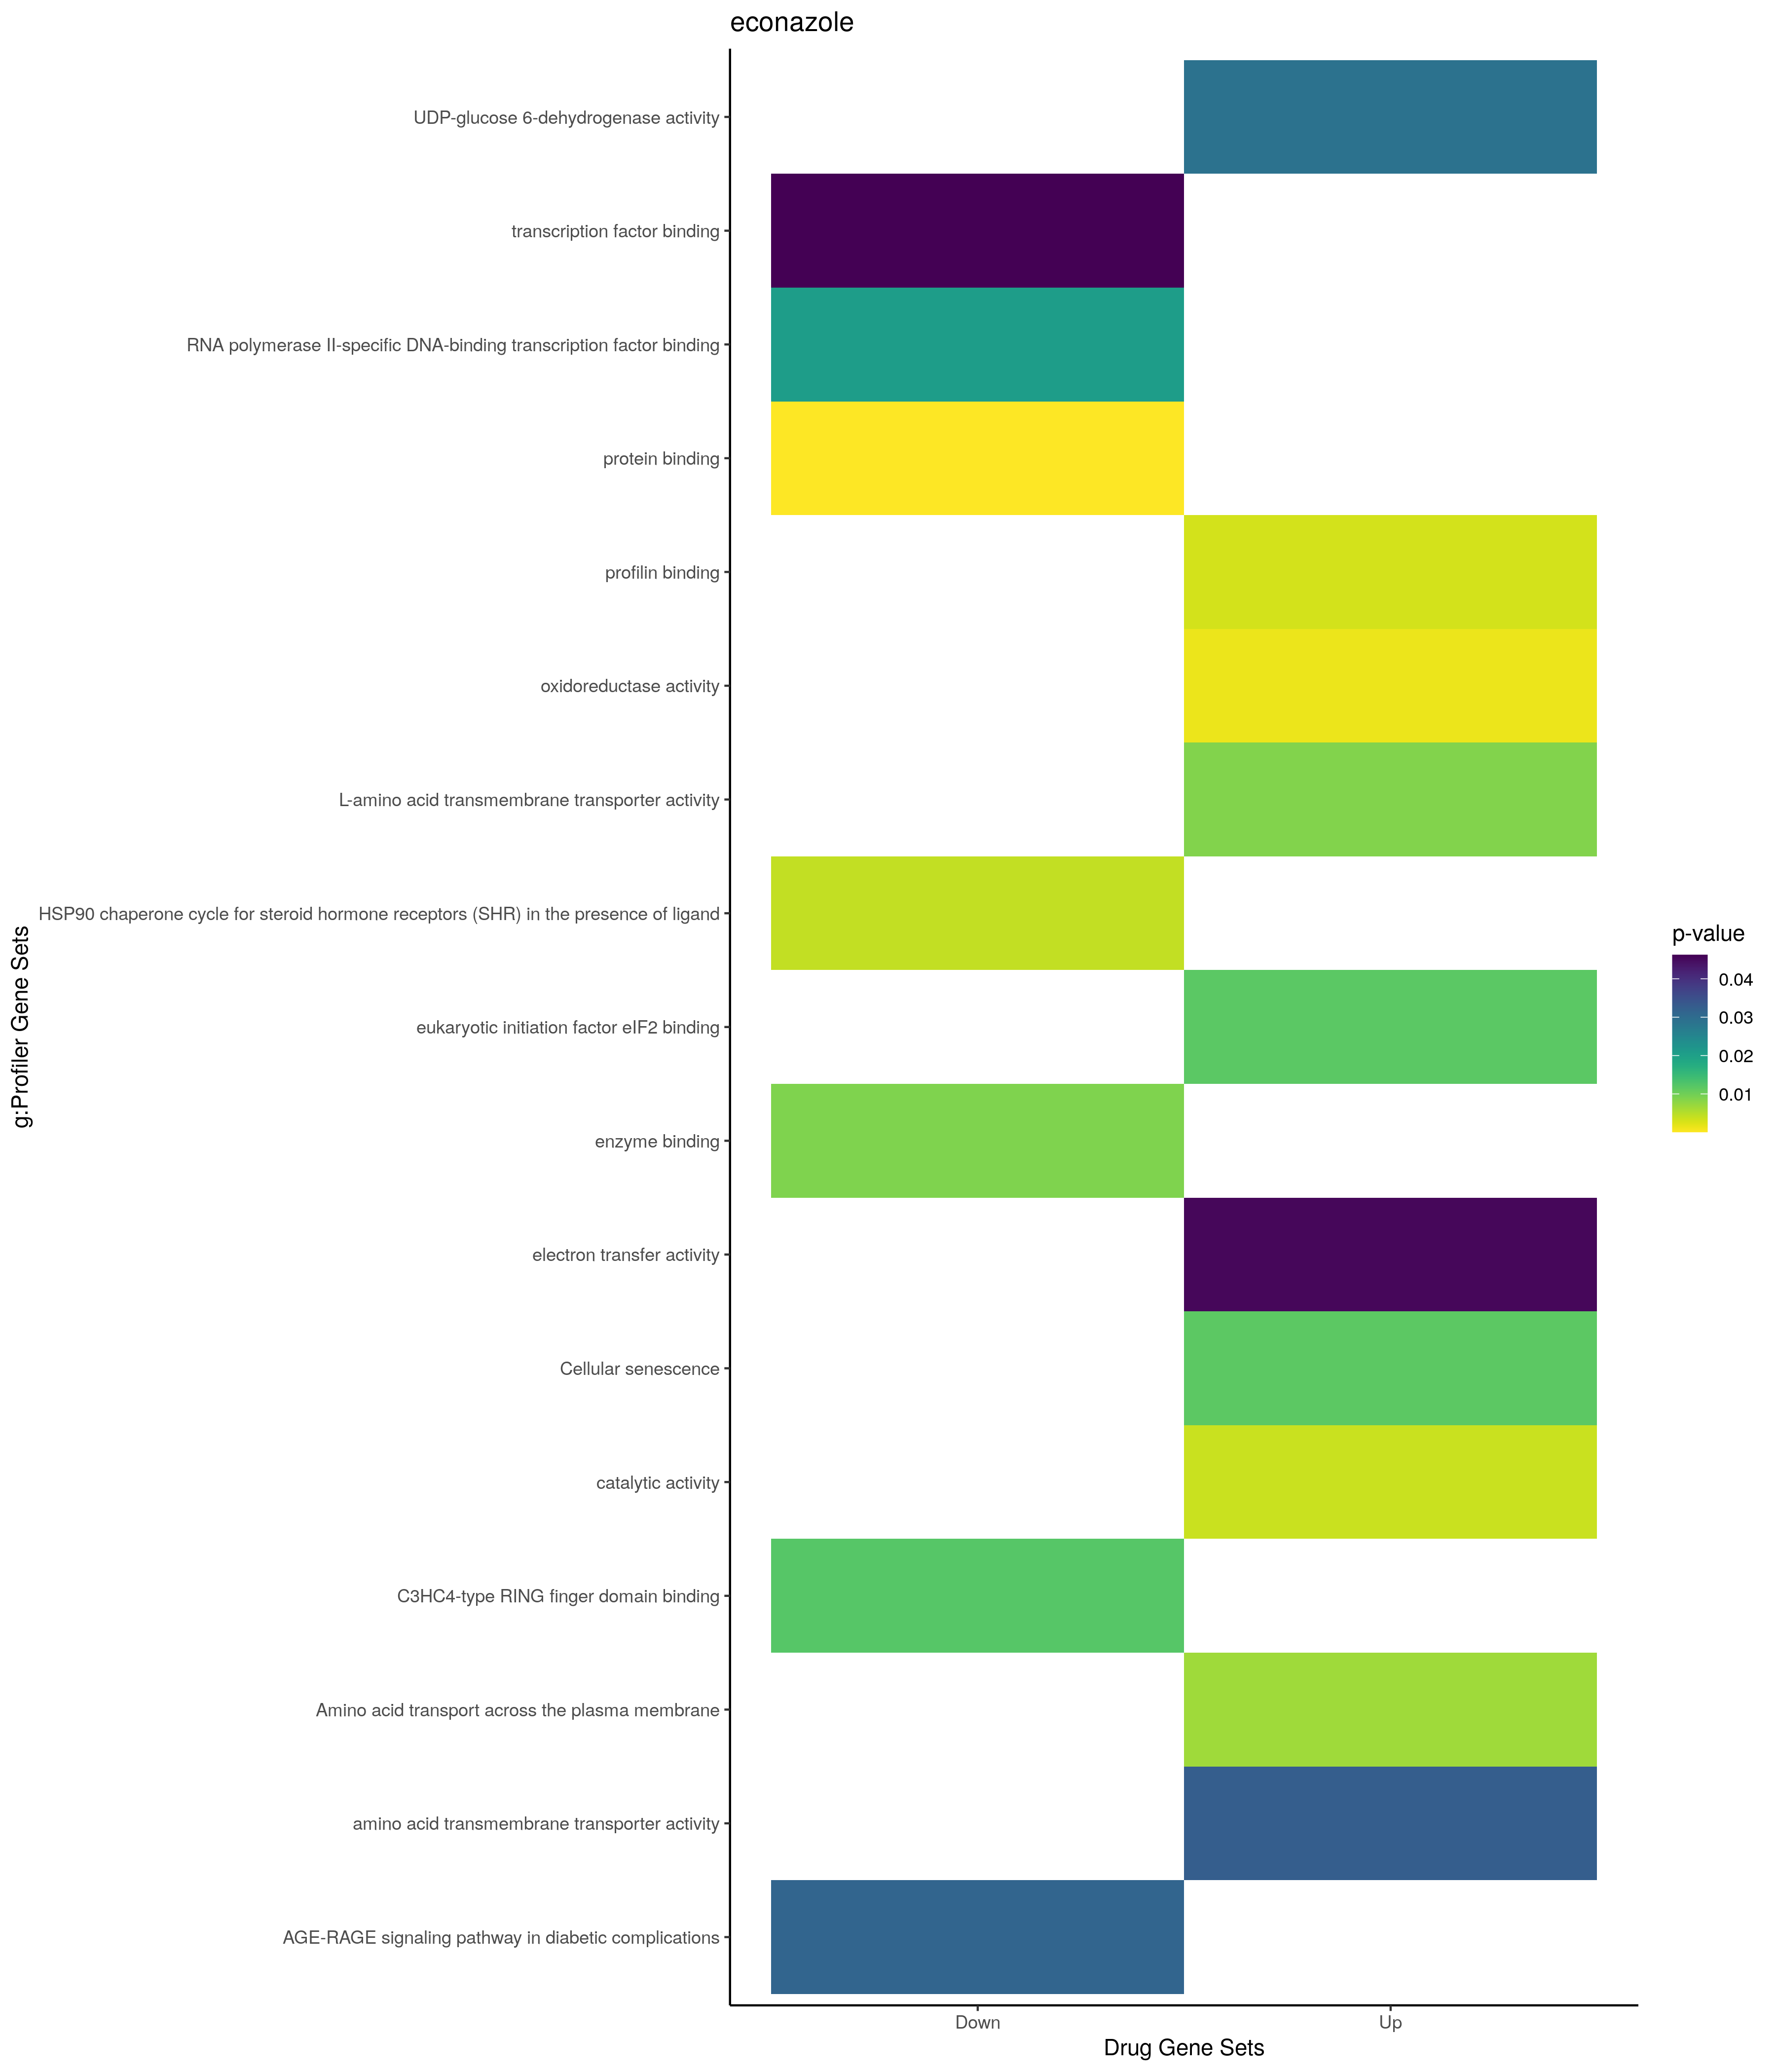 econazole
UDP-glucose 6-dehydrogenase activity
transcription factor binding
RNA polymerase II-specific DNA-binding transcription factor binding
protein binding
profilin binding
oxidoreductase activity
L-amino acid transmembrane transporter activity
HSP90 chaperone cycle for steroid hormone receptors (SHR) in the presence of ligand
eukaryotic initiation factor eIF2 binding
enzyme binding
electron transfer activity
Cellular senescence
catalytic activity
C3HC4-type RING finger domain binding
Amino acid transport across the plasma membrane
amino acid transmembrane transporter activity
AGE-RAGE signaling pathway in diabetic complications
g:Profiler Gene Sets
Down
Up
Drug Gene Sets
p-value
0.04
0.03
0.02
0.01